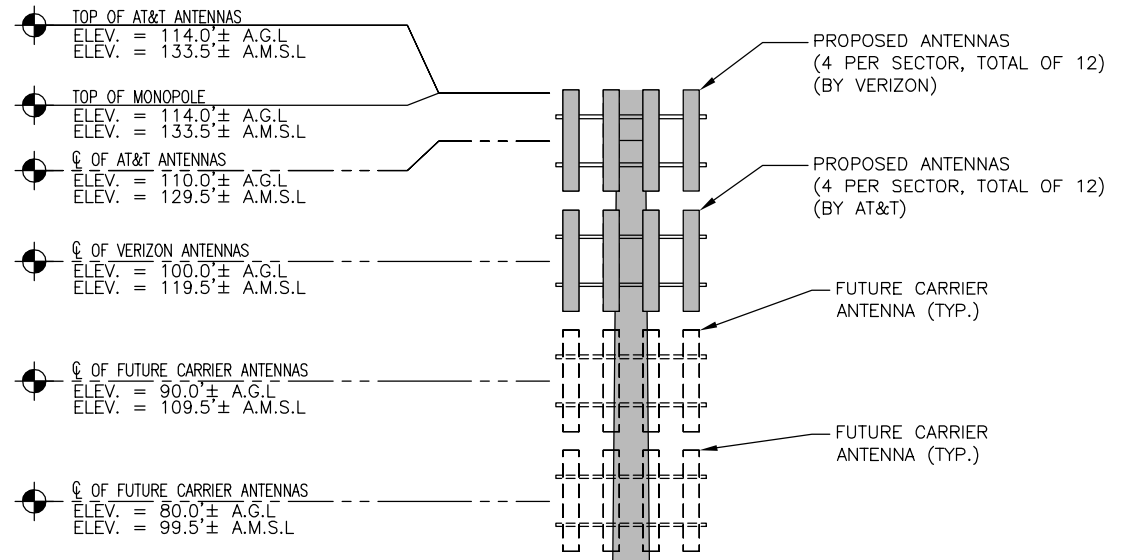 TOP OF AT&T ANTENNAS
ELEV. = 114.0'± A.G.L
ELEV. = 133.5'± A.M.S.L
TOP OF MONOPOLE
ELEV. = 114.0'± A.G.L
ELEV. = 133.5'± A.M.S.L
℄ OF AT&T ANTENNAS
ELEV. = 110.0'± A.G.L
ELEV. = 129.5'± A.M.S.L
℄ OF VERIZON ANTENNAS
ELEV. = 100.0'± A.G.L
ELEV. = 119.5'± A.M.S.L
℄ OF FUTURE CARRIER ANTENNAS
ELEV. = 90.0'± A.G.L
ELEV. = 109.5'± A.M.S.L
℄ OF FUTURE CARRIER ANTENNAS
ELEV. = 80.0'± A.G.L
ELEV. = 99.5'± A.M.S.L
PROPOSED ANTENNAS
(4 PER SECTOR, TOTAL OF 12)
(BY VERIZON)
PROPOSED ANTENNAS
(4 PER SECTOR, TOTAL OF 12)
(BY AT&T)
FUTURE CARRIER
ANTENNA (TYP.)
FUTURE CARRIER
ANTENNA (TYP.)